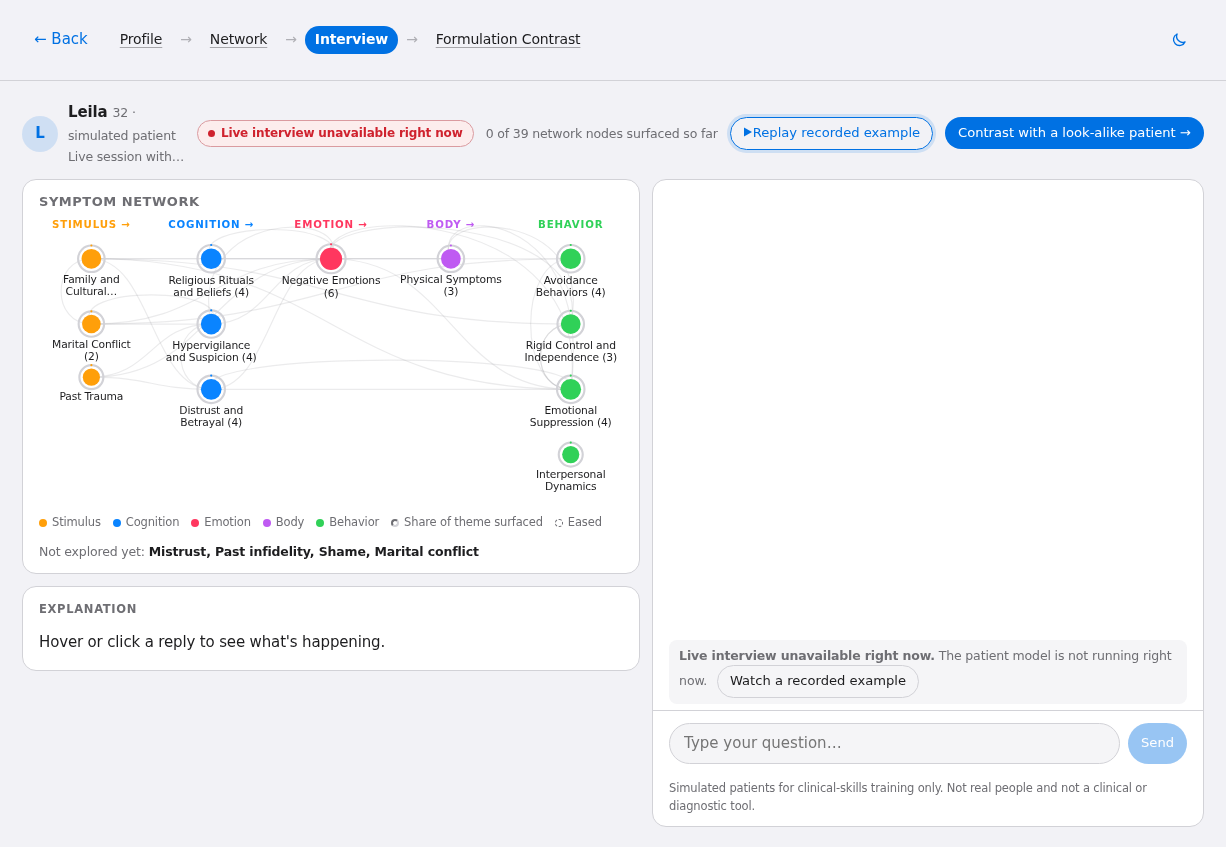 ← Back
Profile → Network → Interview → Formulation Contrast
L
Leila 32 ·
simulated patient
Live session with…
Live interview unavailable right now
0 of 39 network nodes surfaced so far
Replay recorded example
Contrast with a look-alike patient →
SYMPTOM NETWORK
STIMULUS → COGNITION → EMOTION → BODY → BEHAVIOR
Family and
Cultural…
Religious Rituals
and Beliefs (4)
Negative Emotions
(6)
Physical Symptoms
(3)
Avoidance
Behaviors (4)
Marital Conflict
(2)
Hypervigilance
and Suspicion (4)
Rigid Control and
Independence (3)
Past Trauma
Distrust and
Betrayal (4)
Emotional
Suppression (4)
Interpersonal
Dynamics
Stimulus Cognition Emotion Body Behavior Share of theme surfaced Eased
Not explored yet: Mistrust, Past infidelity, Shame, Marital conflict
EXPLANATION
Hover or click a reply to see what's happening.
Live interview unavailable right now. The patient model is not running right
now. Watch a recorded example
Type your question…
Send
Simulated patients for clinical-skills training only. Not real people and not a clinical or
diagnostic tool.